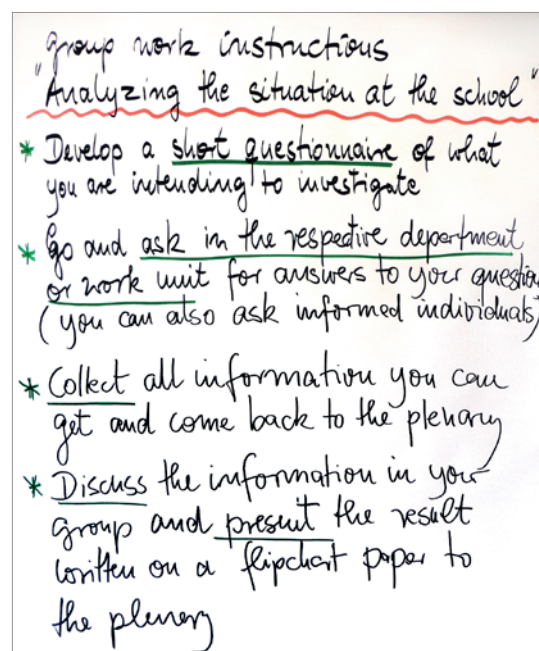 group work instructions
"Analyzing the situation at the school"
* Develop a short questionnaire of what
you are intending to investigate
* Go and ask in the respective department
or work unit for answers to your question
(you can also ask informed individuals)
* Collect all information you can
get and come back to the plenary
* Discuss the information in your
group and present the result
written on a flipchart paper to
the plenary